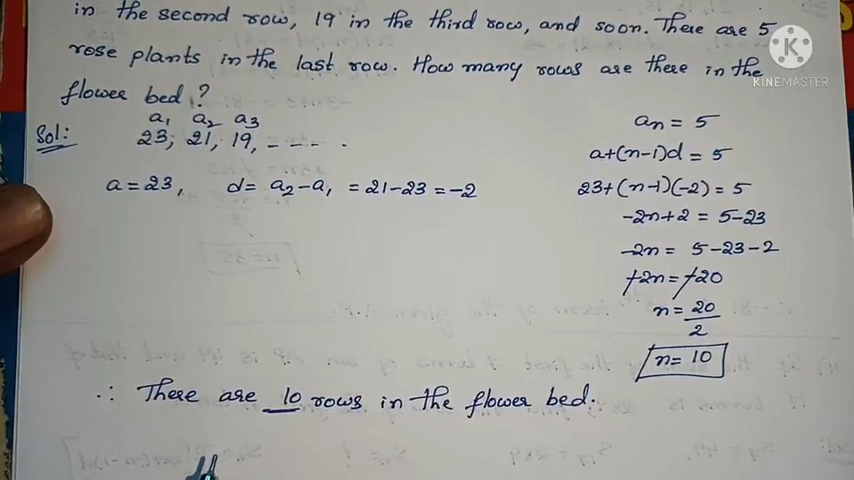 in the second row, 19 in the third row, and soon. There are 5
rose plants in the last row. How many rows are there in the
flower bed?
a₁ a₂ a₃
Sol: 23; 21, 19, - - - - .
a = 23, d = a₂ - a₁ = 21-23 = -2
aₙ = 5
a+(n-1)d = 5
23+(n-1)(-2) = 5
-2n+2 = 5-23
-2n = 5-23-2
-2n = -20
n = 20/2
n = 10
∴ There are 10 rows in the flower bed.
KINEMASTER